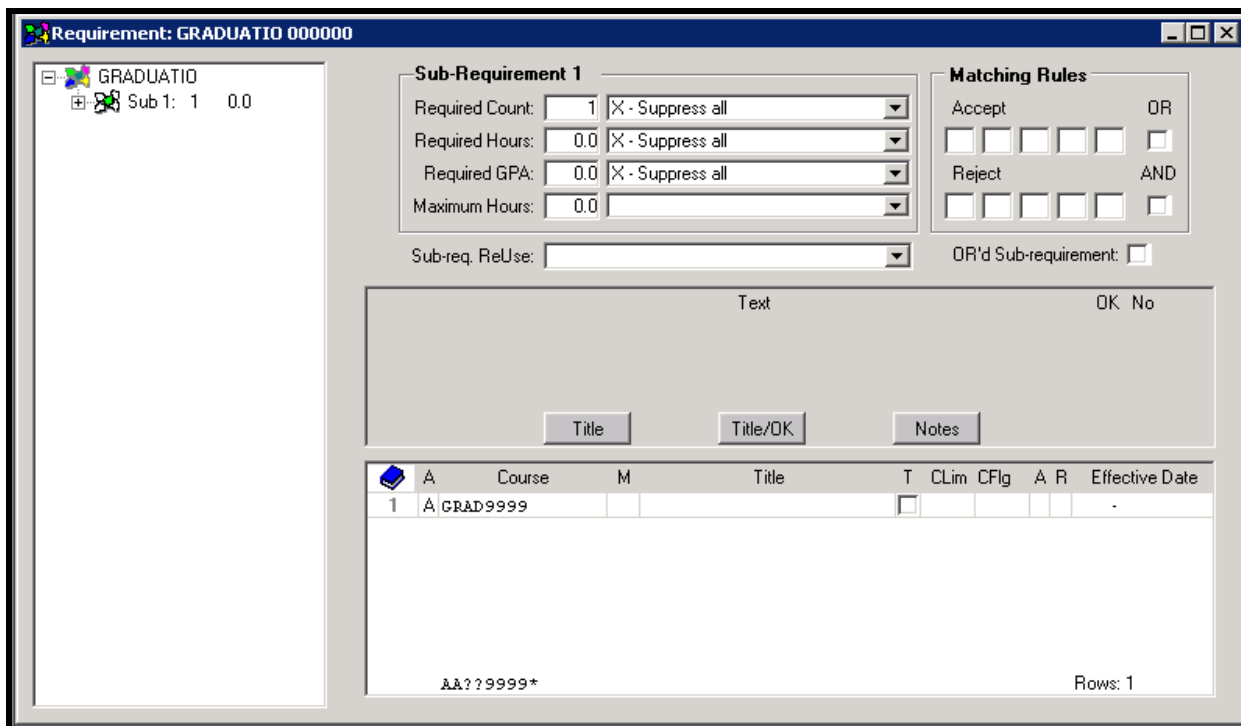 Requirement: GRADUATIO 000000
GRADUATIO
Sub 1: 1 0.0
Sub-Requirement 1
Required Count: 1 X - Suppress all
Required Hours: 0.0 X - Suppress all
Required GPA: 0.0 X - Suppress all
Maximum Hours: 0.0
Sub-req. ReUse:
Matching Rules
Accept OR
Reject AND
OR'd Sub-requirement:
Text OK No
Title Title/OK Notes
A Course M Title T CLim CFlg A R Effective Date
1 A GRAD9999 -
AA??9999* Rows: 1